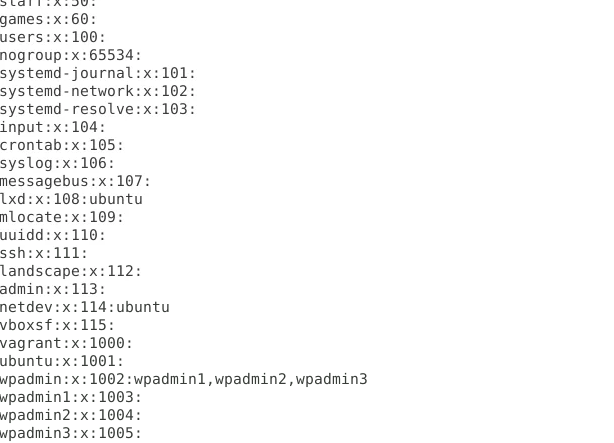 staff:x:50:
games:x:60:
users:x:100:
nogroup:x:65534:
systemd-journal:x:101:
systemd-network:x:102:
systemd-resolve:x:103:
input:x:104:
crontab:x:105:
syslog:x:106:
messagebus:x:107:
lxd:x:108:ubuntu
mlocate:x:109:
uuidd:x:110:
ssh:x:111:
landscape:x:112:
admin:x:113:
netdev:x:114:ubuntu
vboxsf:x:115:
vagrant:x:1000:
ubuntu:x:1001:
wpadmin:x:1002:wpadmin1,wpadmin2,wpadmin3
wpadmin1:x:1003:
wpadmin2:x:1004:
wpadmin3:x:1005: